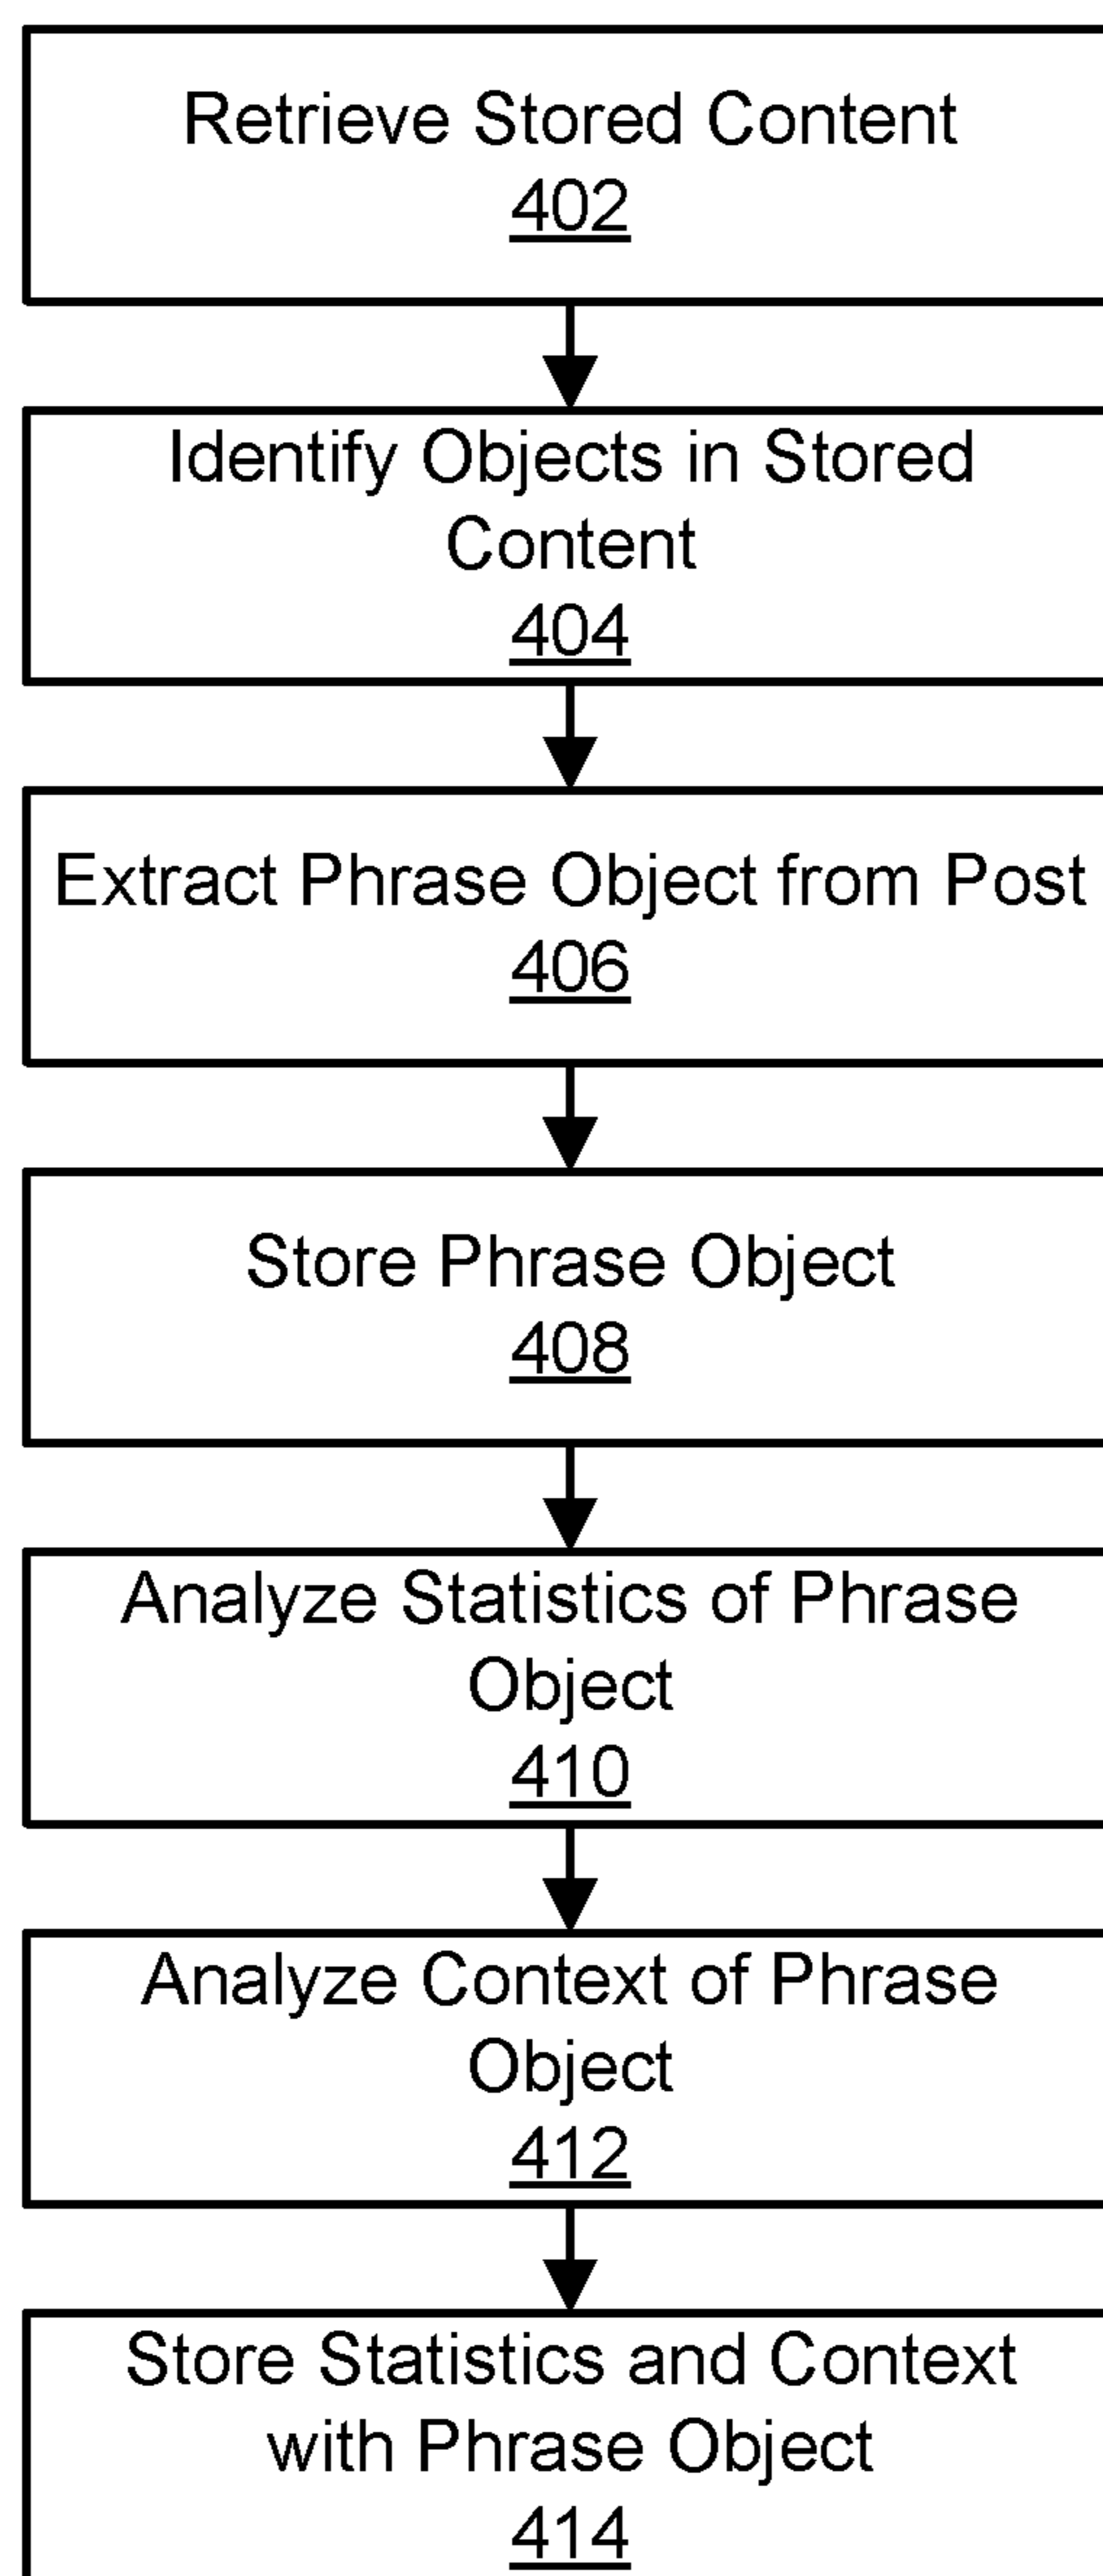 Retrieve Stored Content
402
Identify Objects in Stored
Content
404
Extract Phrase Object from Post
406
Store Phrase Object
408
Analyze Statistics of Phrase
Object
410
Analyze Context of Phrase
Object
412
Store Statistics and Context
with Phrase Object
414